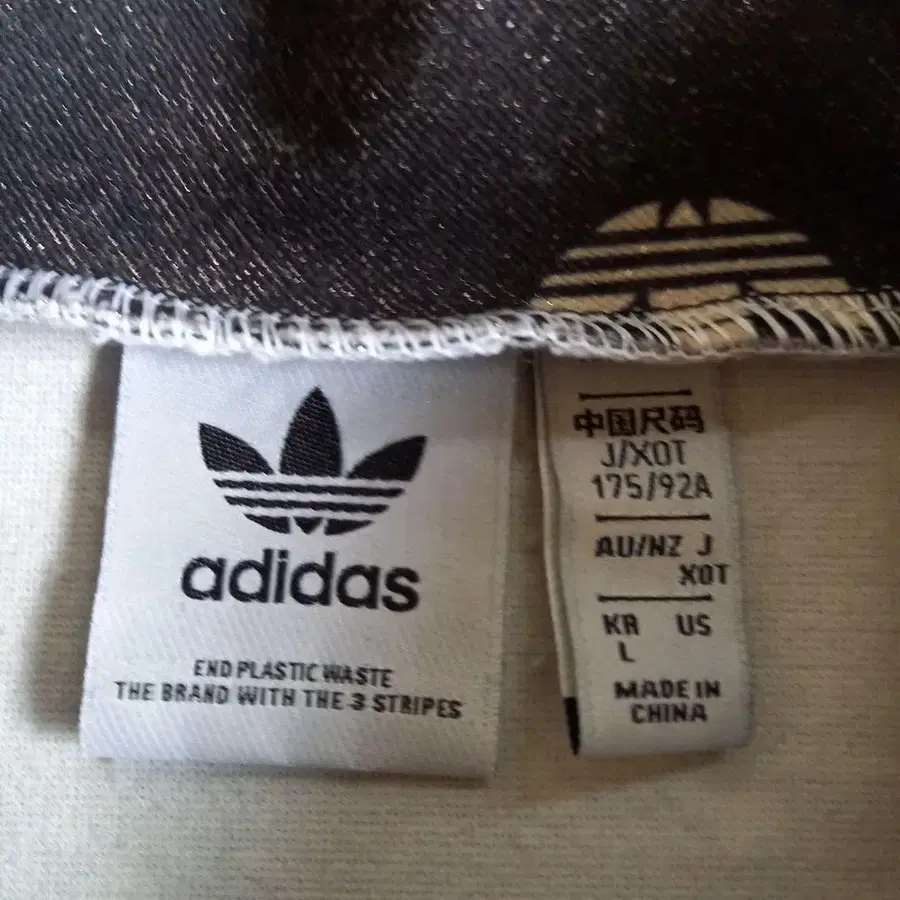 adidas
END PLASTIC WASTE
THE BRAND WITH THE 3 STRIPES
中国尺码
J/XOT
175/92A
AU/NZ J
XOT
KR US
L
MADE IN
CHINA